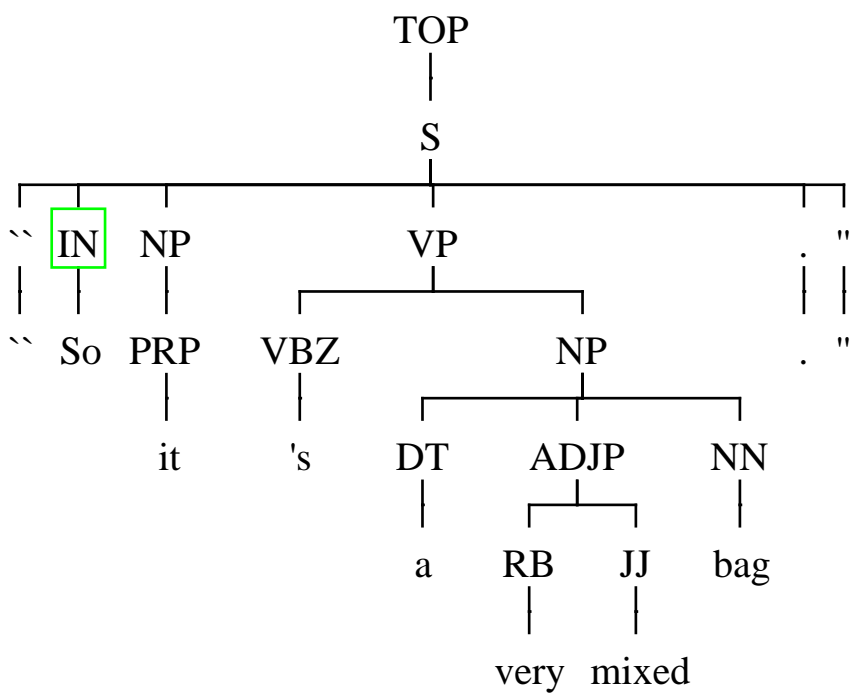 TOP
S
`` IN NP VP . ''
`` So PRP VBZ NP . ''
it 's DT ADJP NN
a RB JJ bag
very mixed